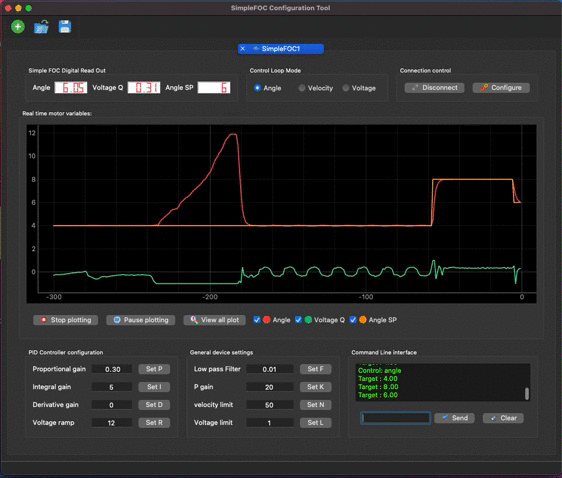 SimpleFOC Configuration Tool
SimpleFOC1
Simple FOC Digital Read Out
Angle 6.05 Voltage Q 0.31 Angle SP 6
Control Loop Mode
Angle Velocity Voltage
Connection control
Disconnect Configure
Real time motor variables:
12
10
8
6
4
2
0
-300 -200 -100 0
Stop plotting Pause plotting View all plot Angle Voltage Q Angle SP
PID Controller configuration
Proportional gain 0.30 Set P
Integral gain 5 Set I
Derivative gain 0 Set D
Voltage ramp 12 Set R
General device settings
Low pass Filter 0.01 Set F
P gain 20 Set K
velocity limit 50 Set N
Voltage limit 1 Set L
Command Line interface
Control: angle
Target : 4.00
Target : 8.00
Target : 6.00
Send Clear